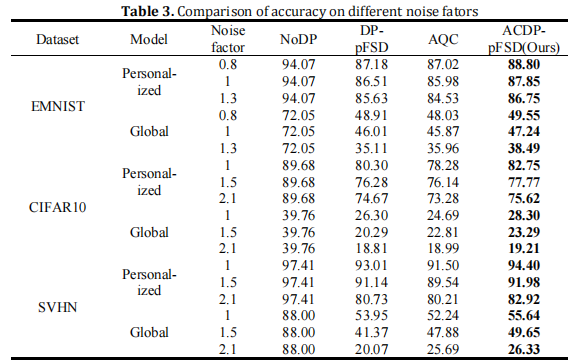 Table 3. Comparison of accuracy on different noise fators
Dataset Model Noise factor NoDP DP-pFSD AQC ACDP-pFSD(Ours)
EMNIST Personal-ized 0.8 94.07 87.18 87.02 88.80
1 94.07 86.51 85.98 87.85
1.3 94.07 85.63 84.53 86.75
Global 0.8 72.05 48.91 48.03 49.55
1 72.05 46.01 45.87 47.24
1.3 72.05 35.11 35.96 38.49
CIFAR10 Personal-ized 1 89.68 80.30 78.28 82.75
1.5 89.68 76.28 76.14 77.77
2.1 89.68 74.67 73.28 75.62
Global 1 39.76 26.30 24.69 28.30
1.5 39.76 20.29 22.81 23.29
2.1 39.76 18.81 18.99 19.21
SVHN Personal-ized 1 97.41 93.01 91.50 94.40
1.5 97.41 91.14 89.54 91.98
2.1 97.41 80.73 80.21 82.92
Global 1 88.00 53.95 52.24 55.64
1.5 88.00 41.37 47.88 49.65
2.1 88.00 20.07 25.69 26.33